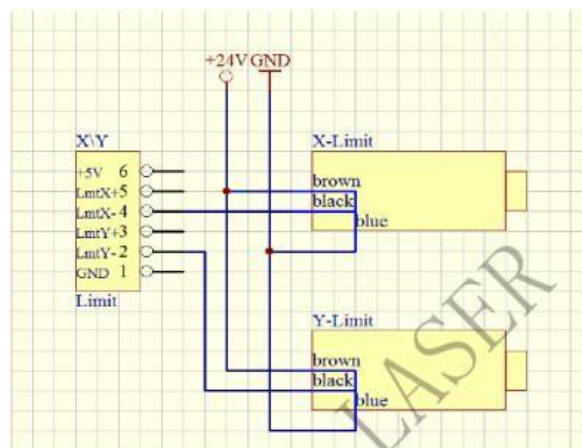 +24V GND
X\Y
+5V 6
LmtX+5
LmtX-4
LmtY+3
LmtY-2
GND 1
Limit
X-Limit
brown
black
blue
Y-Limit
brown
black
blue
LASER